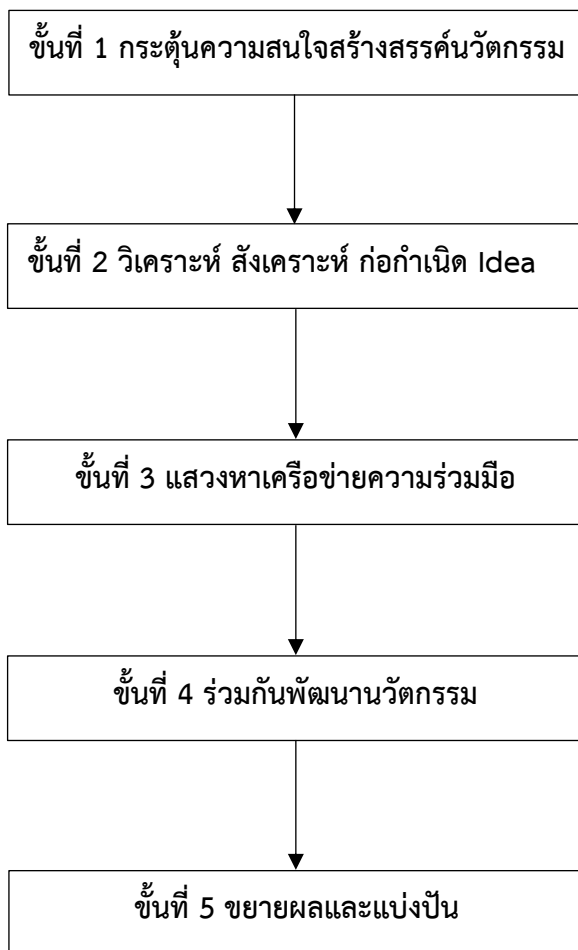 ขั้นที่ 1 กระตุ้นความสนใจสร้างสรรค์นวัตกรรม
ขั้นที่ 2 วิเคราะห์ สังเคราะห์ ก่อกำเนิด Idea
ขั้นที่ 3 แสวงหาเครือข่ายความร่วมมือ
ขั้นที่ 4 ร่วมกันพัฒนานวัตกรรม
ขั้นที่ 5 ขยายผลและแบ่งปัน